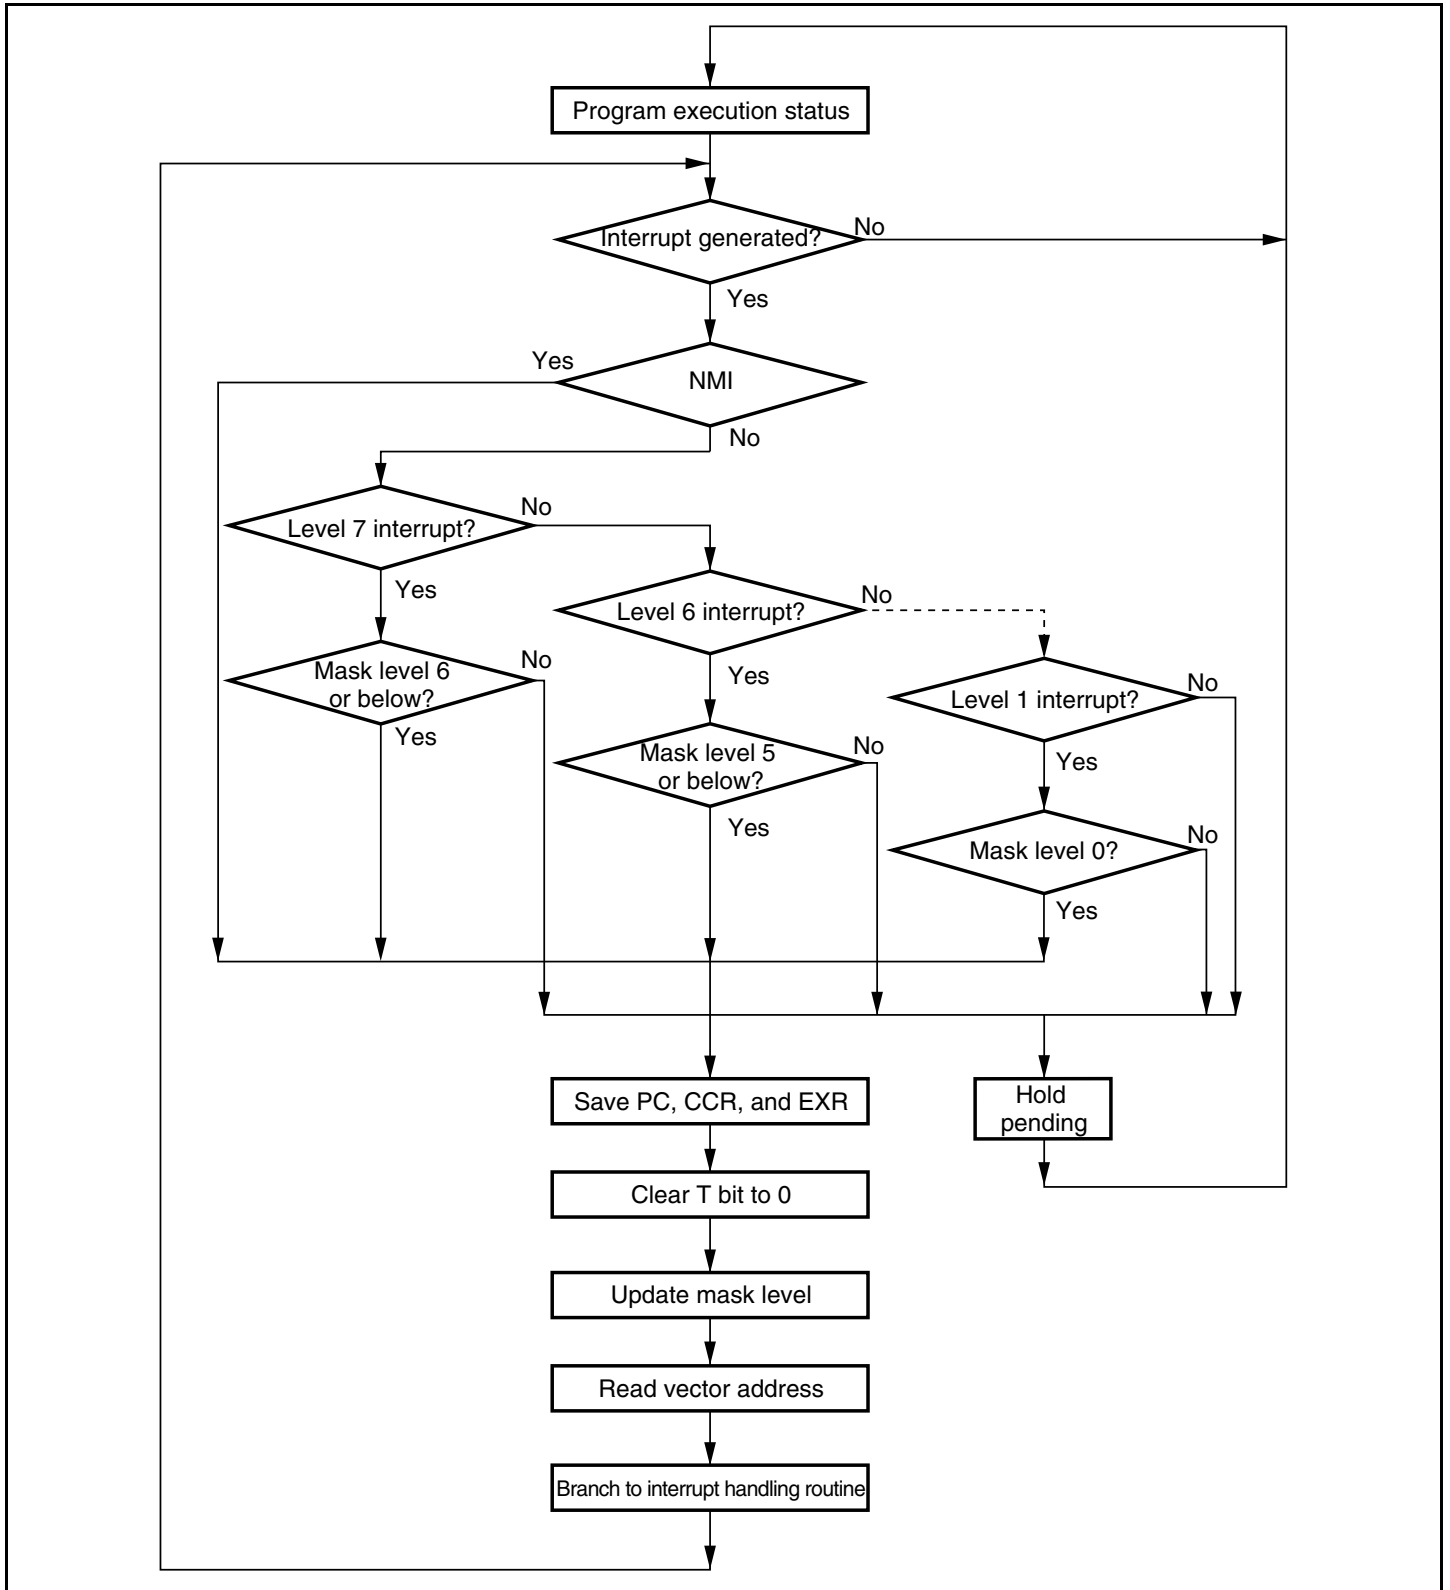 Program execution status
Interrupt generated?
No
Yes
Yes
NMI
No
Level 7 interrupt?
No
Yes
Level 6 interrupt?
No
Mask level 6
or below?
No
Yes
Yes
Level 1 interrupt?
No
Mask level 5
or below?
No
Yes
Yes
Mask level 0?
No
Yes
Save PC, CCR, and EXR
Hold
pending
Clear T bit to 0
Update mask level
Read vector address
Branch to interrupt handling routine